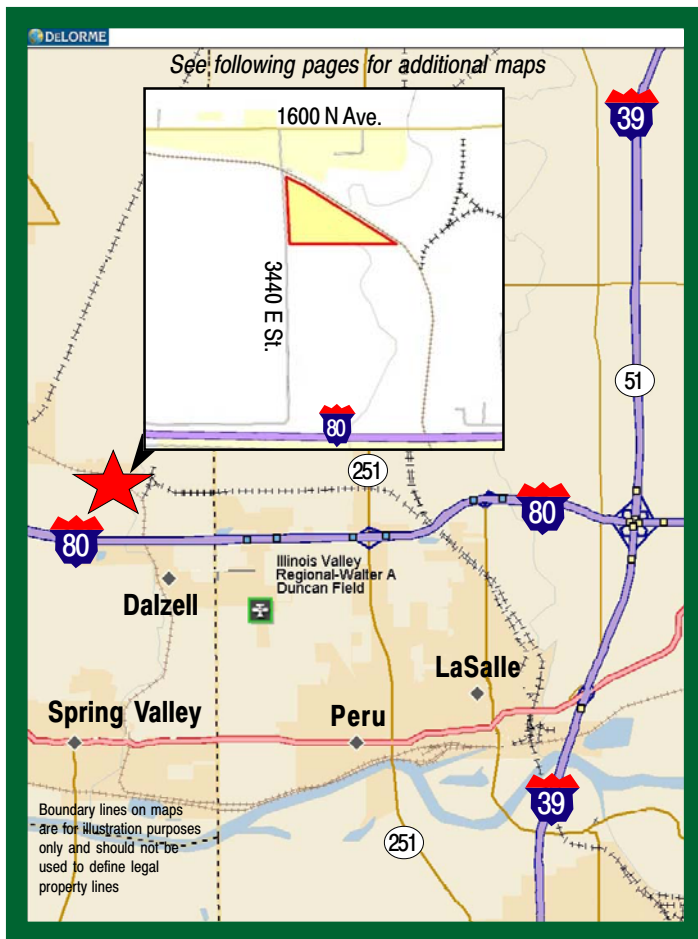 DELORME
See following pages for additional maps
1600 N Ave.
39
3440 E St.
51
80
251
80
80
Illinois Valley
Regional-Walter A
Duncan Field
Dalzell
LaSalle
Spring Valley
Peru
39
Boundary lines on maps
are for illustration purposes
only and should not be
used to define legal
property lines
251